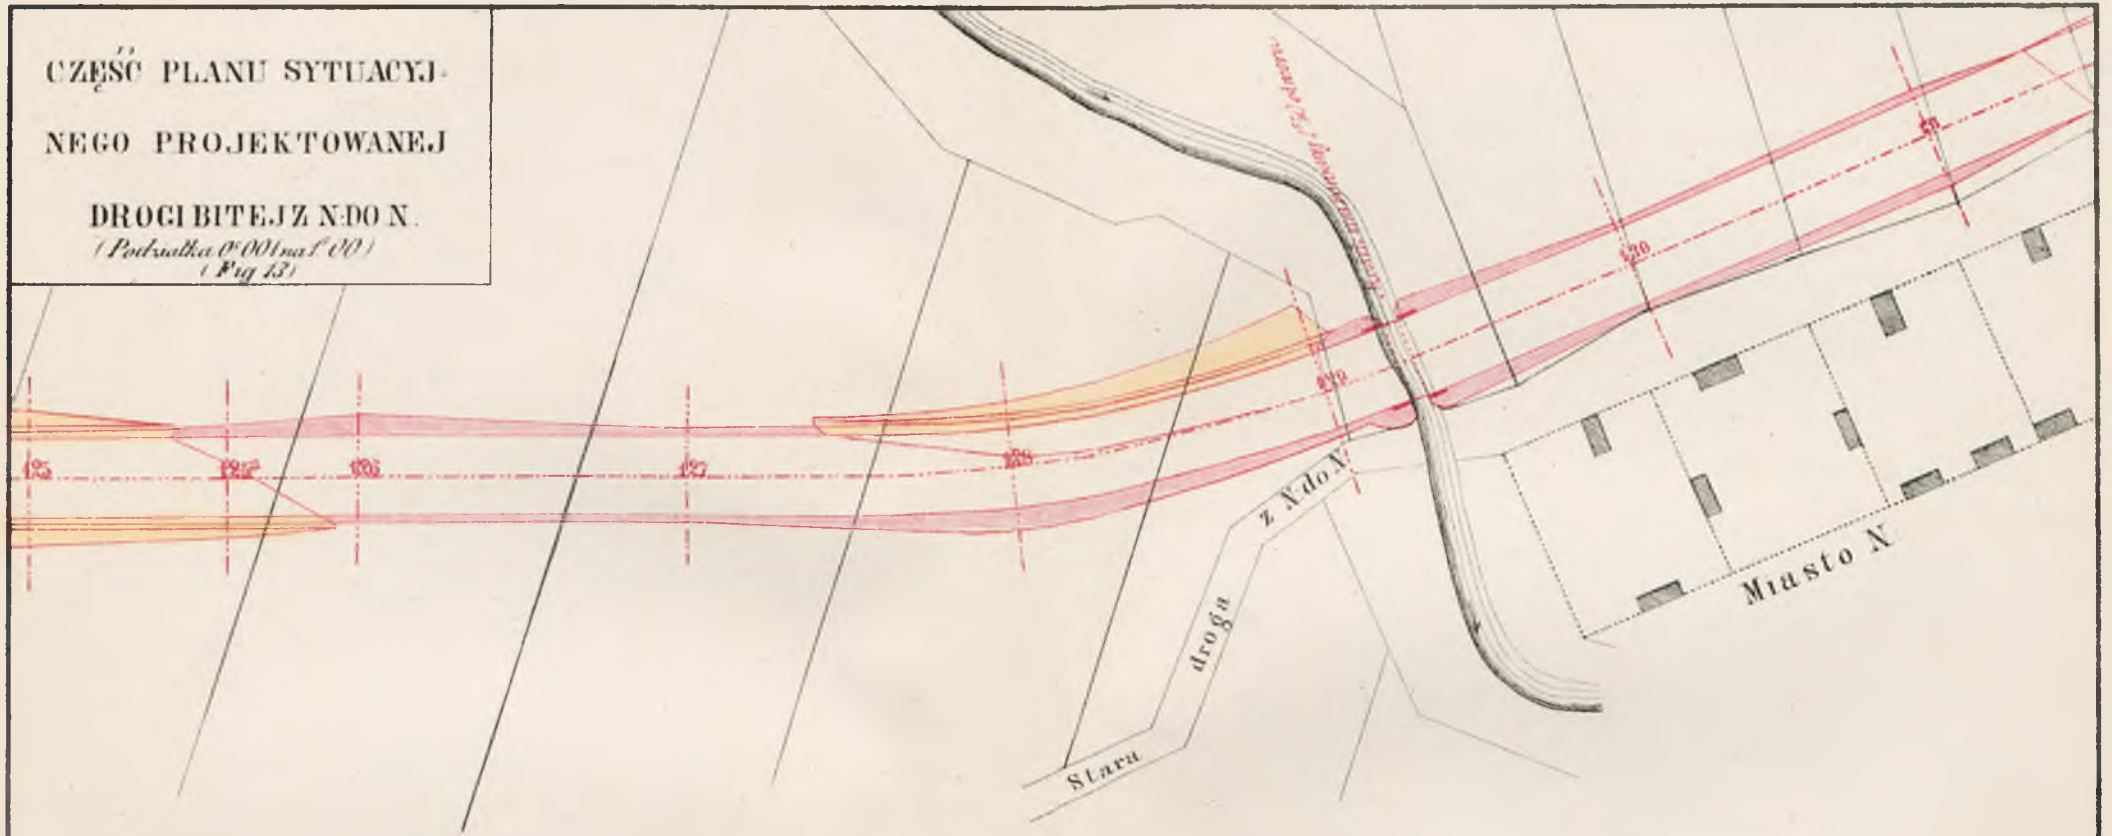 CZĘŚĆ PLANU SYTUACYJ-
NEGO PROJEKTOWANEJ
DROGI BITEJ Z N: DO N.
(Podziałka 0°001 na 1°00)
(Fig 13)
125
126
127
128
129
130
Stara
droga
z N: do N
Miasto N